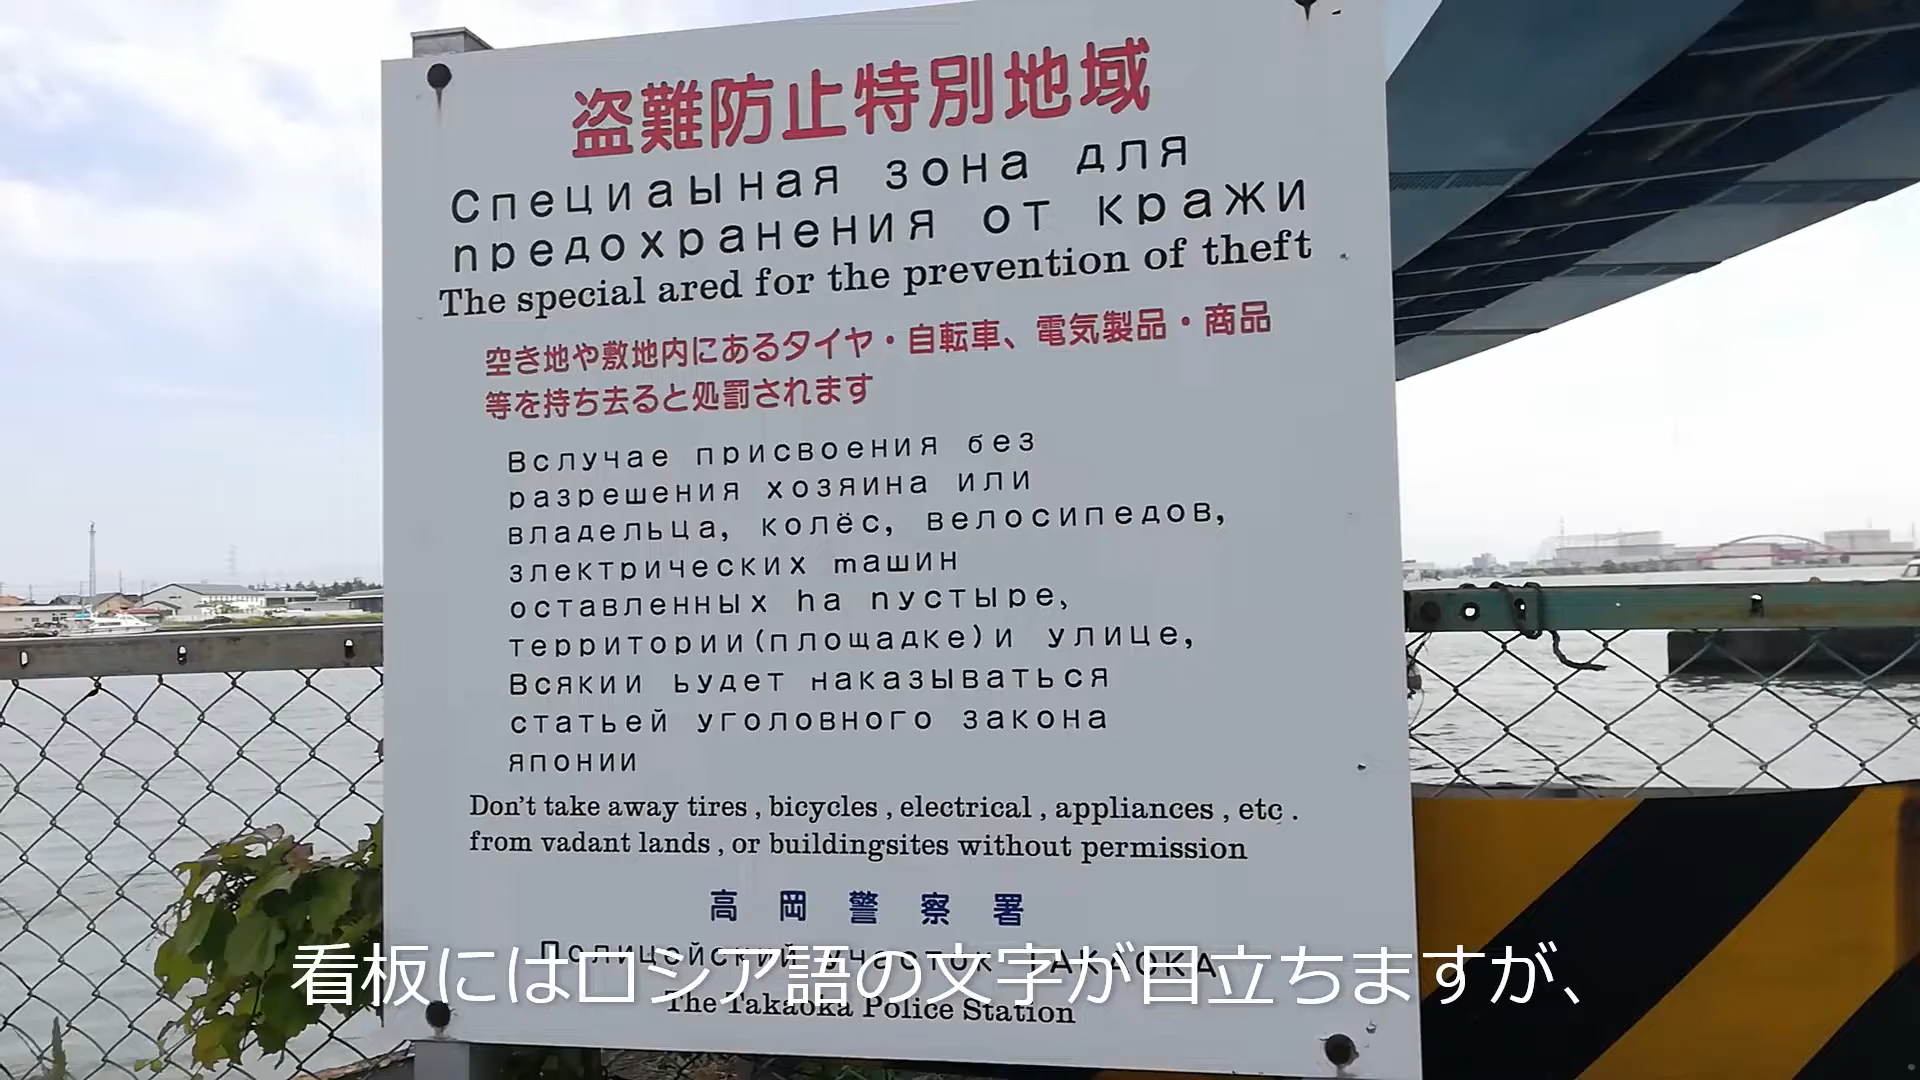 盗難防止特別地域
Специаыная зона для
предохранения от кражи
The special ared for the prevention of theft
空き地や敷地内にあるタイヤ・自転車、電気製品・商品
等を持ち去ると処罰されます
Вслучае присвоения без
разрешения хозяина или
владельца, колёс, велосипедов,
злектрических mашин
оставленных ha пустыре,
территории(площадке)и улице,
Всякии ьудет наказываться
статьей уголовного закона
японии
Don't take away tires , bicycles , electrical , appliances , etc .
from vadant lands , or buildingsites without permission
高岡警察署
Полицейский участок TAKAOKA
The Takaoka Police Station
看板にはロシア語の文字が目立ちますが、